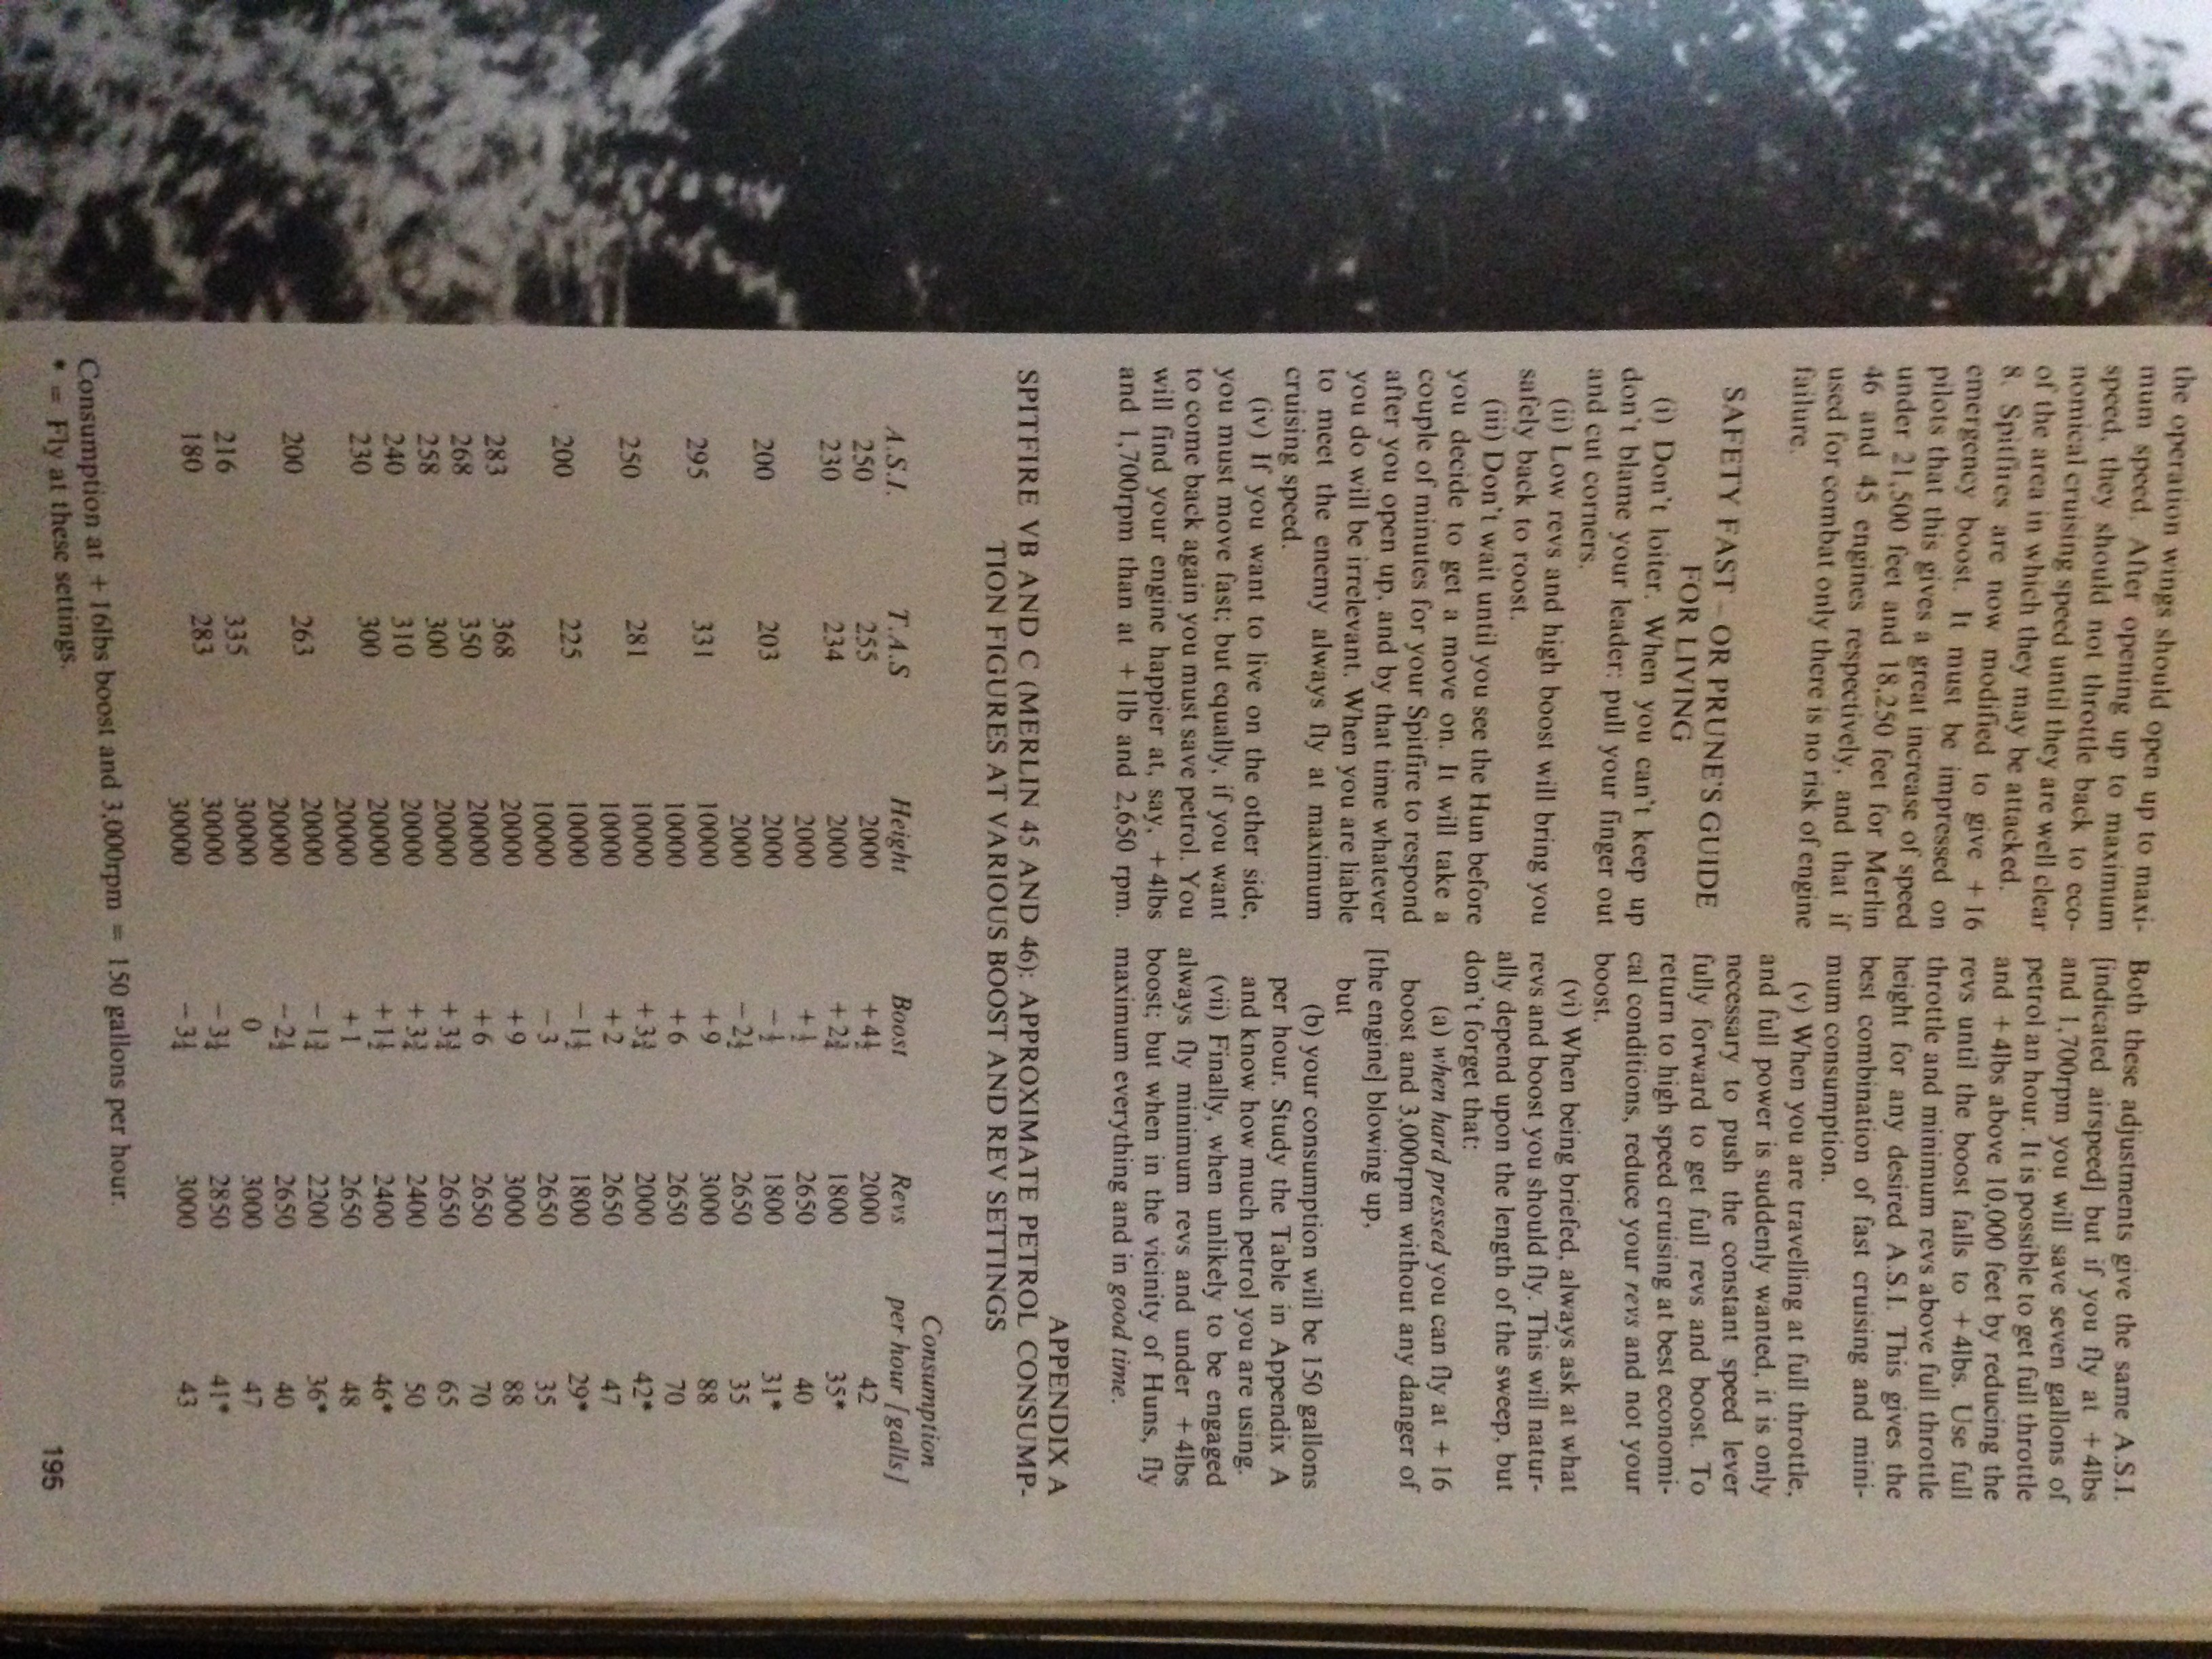 the operation wings should open up to maxi-
mum speed. After opening up to maximum
speed, they should not throttle back to eco-
nomical cruising speed until they are well clear
of the area in which they may be attacked.
8. Spitfires are now modified to give +16
emergency boost. It must be impressed on
pilots that this gives a great increase of speed
under 21,500 feet and 18,250 feet for Merlin
46 and 45 engines respectively, and that if
used for combat only there is no risk of engine
failure.
SAFETY FAST – OR PRUNE'S GUIDE
FOR LIVING
(i) Don't loiter. When you can't keep up
don't blame your leader: pull your finger out
and cut corners.
(ii) Low revs and high boost will bring you
safely back to roost.
(iii) Don't wait until you see the Hun before
you decide to get a move on. It will take a
couple of minutes for your Spitfire to respond
after you open up, and by that time whatever
you do will be irrelevant. When you are liable
to meet the enemy always fly at maximum
cruising speed.
(iv) If you want to live on the other side,
you must move fast; but equally, if you want
to come back again you must save petrol. You
will find your engine happier at, say, +4lbs
and 1,700rpm than at +1lb and 2,650 rpm.
Both these adjustments give the same A.S.I.
[indicated airspeed] but if you fly at +4lbs
and 1,700rpm you will save seven gallons of
petrol an hour. It is possible to get full throttle
and +4lbs above 10,000 feet by reducing the
revs until the boost falls to +4lbs. Use full
throttle and minimum revs above full throttle
height for any desired A.S.I. This gives the
best combination of fast cruising and mini-
mum consumption.
(v) When you are travelling at full throttle,
and full power is suddenly wanted, it is only
necessary to push the constant speed lever
fully forward to get full revs and boost. To
return to high speed cruising at best economi-
cal conditions, reduce your revs and not your
boost.
(vi) When being briefed, always ask at what
revs and boost you should fly. This will natur-
ally depend upon the length of the sweep, but
don't forget that:
(a) when hard pressed you can fly at +16
boost and 3,000rpm without any danger of
[the engine] blowing up,
but
(b) your consumption will be 150 gallons
per hour. Study the Table in Appendix A
and know how much petrol you are using.
(vii) Finally, when unlikely to be engaged
always fly minimum revs and under +4lbs
boost; but when in the vicinity of Huns, fly
maximum everything and in good time.
APPENDIX A
SPITFIRE VB AND C (MERLIN 45 AND 46): APPROXIMATE PETROL CONSUMP-
TION FIGURES AT VARIOUS BOOST AND REV SETTINGS
Consumption
A.S.I. T.A.S Height Boost Revs per hour [galls]
250 255 2000 +4¼ 2000 42
230 234 2000 +2¾ 1800 35*
2000 +¼ 2650 40
200 203 2000 −½ 1800 31*
2000 −2¼ 2650 35
295 331 10000 +9 3000 88
10000 +6 2650 70
250 281 10000 +3¾ 2000 42*
10000 +2 2650 47
200 225 10000 −1½ 1800 29*
10000 −3 2650 35
283 368 20000 +9 3000 88
268 350 20000 +6 2650 70
258 300 20000 +3¾ 2650 65
240 310 20000 +3¾ 2400 50
230 300 20000 +1½ 2400 46*
20000 +1 2650 48
200 263 20000 −1¾ 2200 36*
20000 −2¼ 2650 40
216 335 30000 0 3000 47
180 283 30000 −3½ 2850 41*
30000 −3¼ 3000 43
Consumption at +16lbs boost and 3,000rpm = 150 gallons per hour.
* = Fly at these settings.
195